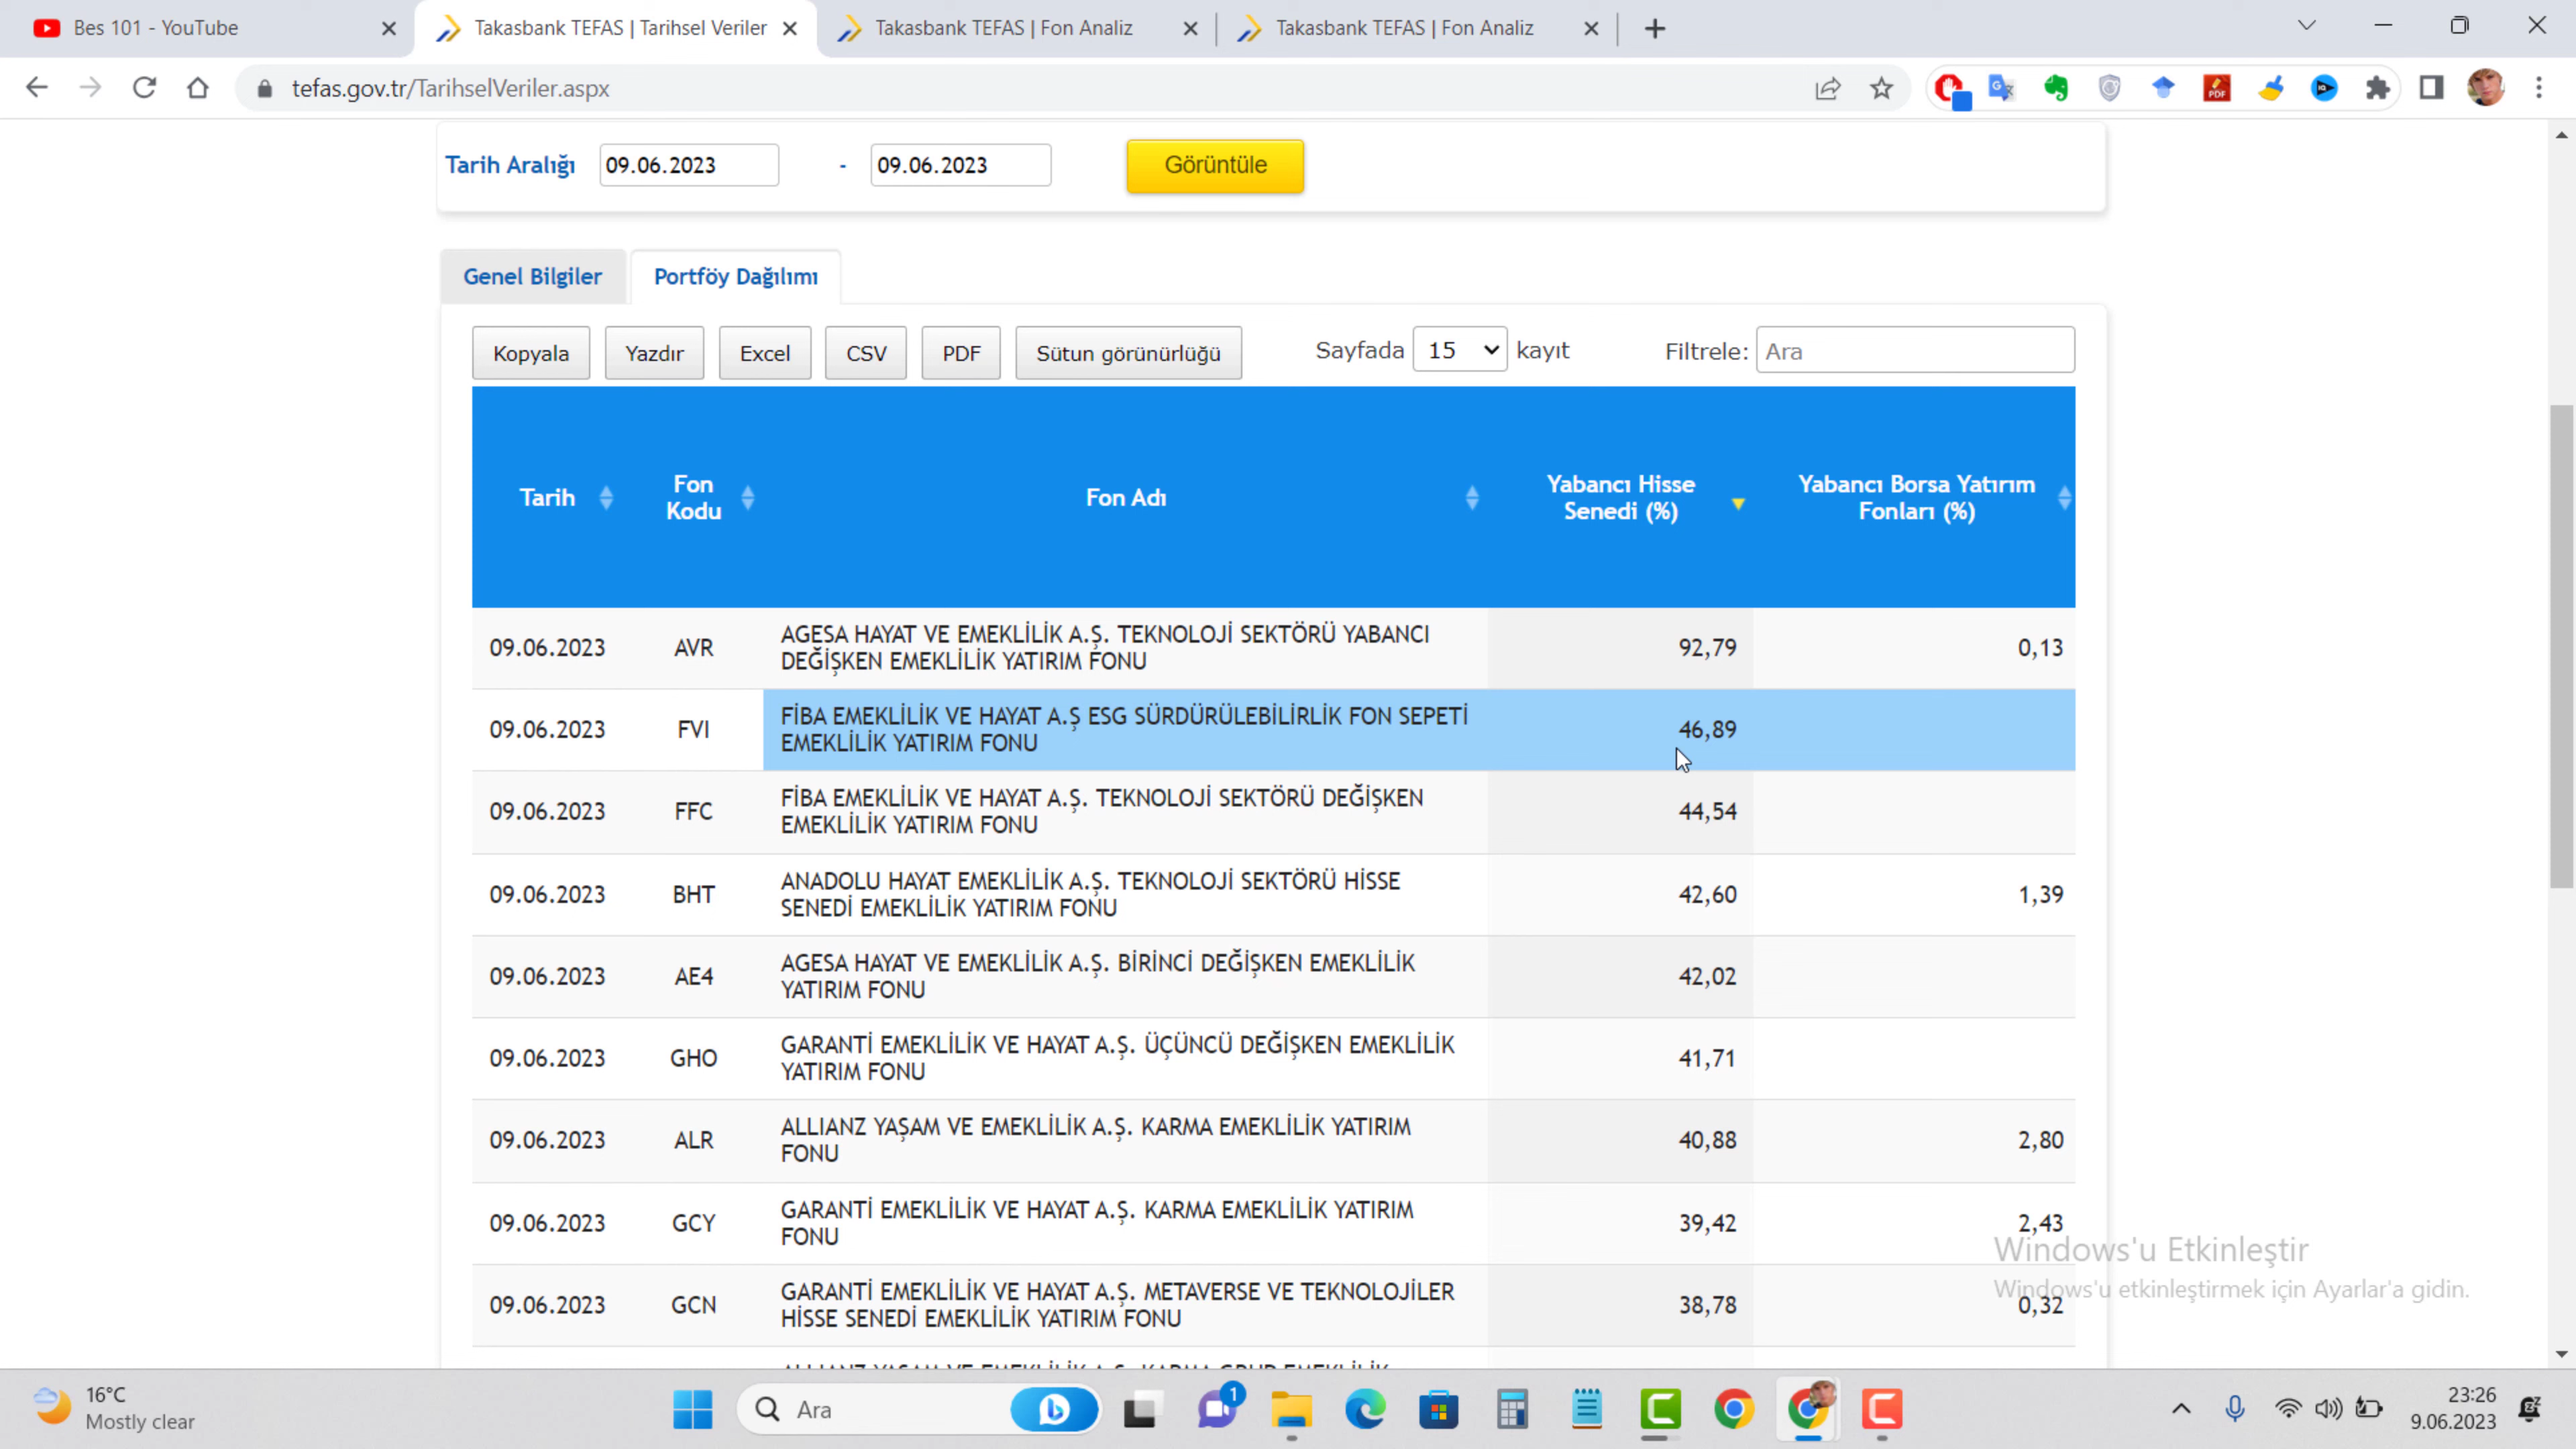 Bes 101 - YouTube
Takasbank TEFAS | Tarihsel Veriler
Takasbank TEFAS | Fon Analiz
Takasbank TEFAS | Fon Analiz
tefas.gov.tr/TarihselVeriler.aspx
Tarih Aralığı 09.06.2023 - 09.06.2023 Görüntüle
Genel Bilgiler Portföy Dağılımı
Kopyala Yazdır Excel CSV PDF Sütun görünürlüğü Sayfada 15 kayıt Filtrele: Ara
Tarih
Fon
Kodu
Fon Adı
Yabancı Hisse
Senedi (%)
Yabancı Borsa Yatırım
Fonları (%)
09.06.2023 AVR
AGESA HAYAT VE EMEKLİLİK A.Ş. TEKNOLOJİ SEKTÖRÜ YABANCI
DEĞİŞKEN EMEKLİLİK YATIRIM FONU
92,79 0,13
09.06.2023 FVI
FİBA EMEKLİLİK VE HAYAT A.Ş ESG SÜRDÜRÜLEBİLİRLİK FON SEPETİ
EMEKLİLİK YATIRIM FONU
46,89
09.06.2023 FFC
FİBA EMEKLİLİK VE HAYAT A.Ş. TEKNOLOJİ SEKTÖRÜ DEĞİŞKEN
EMEKLİLİK YATIRIM FONU
44,54
09.06.2023 BHT
ANADOLU HAYAT EMEKLİLİK A.Ş. TEKNOLOJİ SEKTÖRÜ HİSSE
SENEDİ EMEKLİLİK YATIRIM FONU
42,60 1,39
09.06.2023 AE4
AGESA HAYAT VE EMEKLİLİK A.Ş. BİRİNCİ DEĞİŞKEN EMEKLİLİK
YATIRIM FONU
42,02
09.06.2023 GHO
GARANTİ EMEKLİLİK VE HAYAT A.Ş. ÜÇÜNCÜ DEĞİŞKEN EMEKLİLİK
YATIRIM FONU
41,71
09.06.2023 ALR
ALLIANZ YAŞAM VE EMEKLİLİK A.Ş. KARMA EMEKLİLİK YATIRIM
FONU
40,88 2,80
09.06.2023 GCY
GARANTİ EMEKLİLİK VE HAYAT A.Ş. KARMA EMEKLİLİK YATIRIM
FONU
39,42 2,43
09.06.2023 GCN
GARANTİ EMEKLİLİK VE HAYAT A.Ş. METAVERSE VE TEKNOLOJİLER
HİSSE SENEDİ EMEKLİLİK YATIRIM FONU
38,78 0,32
ALLIANZ YAŞAM VE EMEKLİLİK A.Ş. KARMA GRUP EMEKLİLİK
Windows'u Etkinleştir
Windows'u etkinleştirmek için Ayarlar'a gidin.
16°C
Mostly clear
Ara
1
23:26
9.06.2023